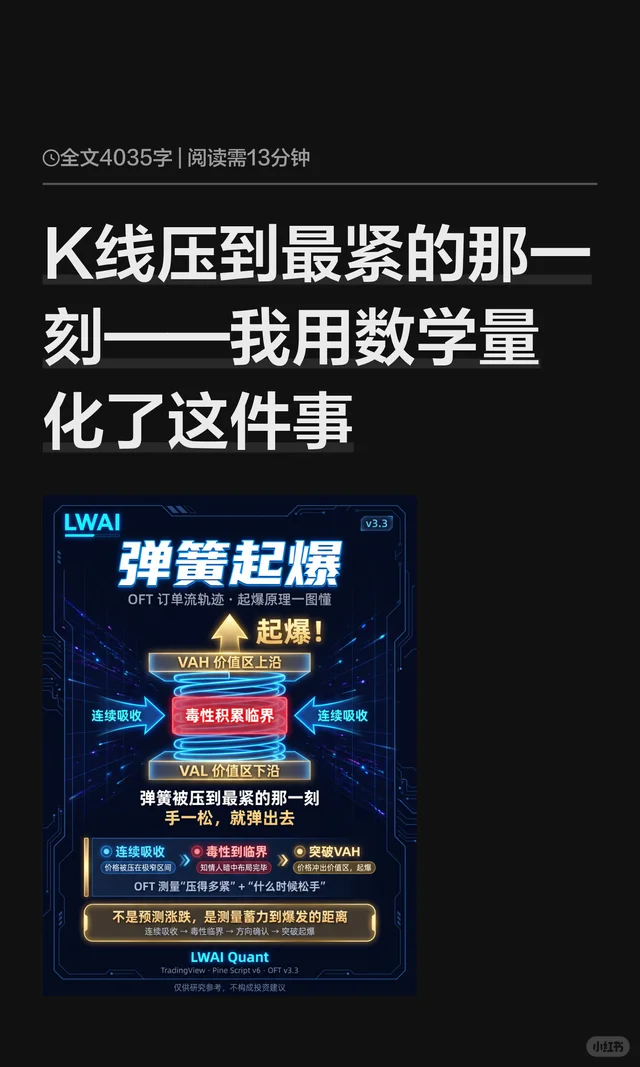 全文4035字 | 阅读需13分钟
K线压到最紧的那一
刻——我用数学量
化了这件事
LWAI
v3.3
弹簧起爆
OFT 订单流轨迹 · 起爆原理一图懂
起爆!
VAH 价值区上沿
连续吸收
毒性积累临界
连续吸收
VAL 价值区下沿
弹簧被压到最紧的那一刻
手一松，就弹出去
连续吸收
毒性到临界
突破VAH
价格被压在极窄区间
知情人暗中布局完毕
价格冲出价值区，起爆
OFT 测量“压得多紧” + “什么时候松手”
不是预测涨跌，是测量蓄力到爆发的距离
连续吸收 → 毒性临界 → 方向确认 → 突破起爆
LWAI Quant
TradingView · Pine Script v6 · OFT v3.3
仅供研究参考，不构成投资建议
小红书